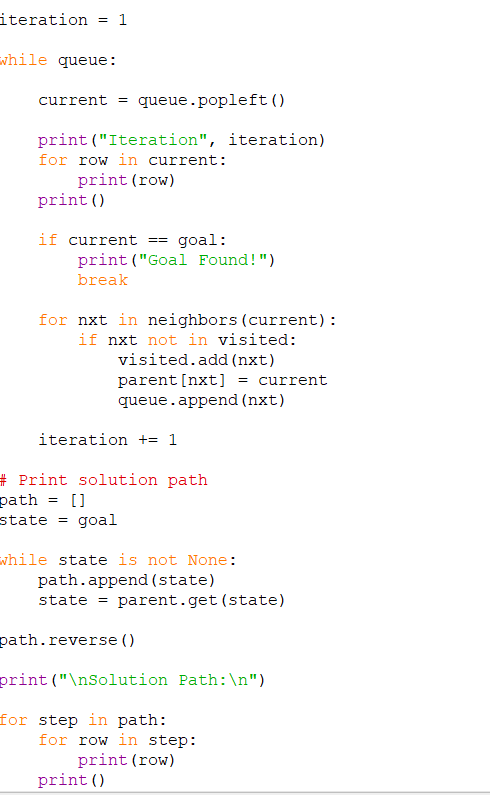 iteration = 1

while queue:

    current = queue.popleft()

    print("Iteration", iteration)
    for row in current:
        print(row)
    print()

    if current == goal:
        print("Goal Found!")
        break

    for nxt in neighbors(current):
        if nxt not in visited:
            visited.add(nxt)
            parent[nxt] = current
            queue.append(nxt)

    iteration += 1

# Print solution path
path = []
state = goal

while state is not None:
    path.append(state)
    state = parent.get(state)

path.reverse()

print("\nSolution Path:\n")

for step in path:
    for row in step:
        print(row)
    print()